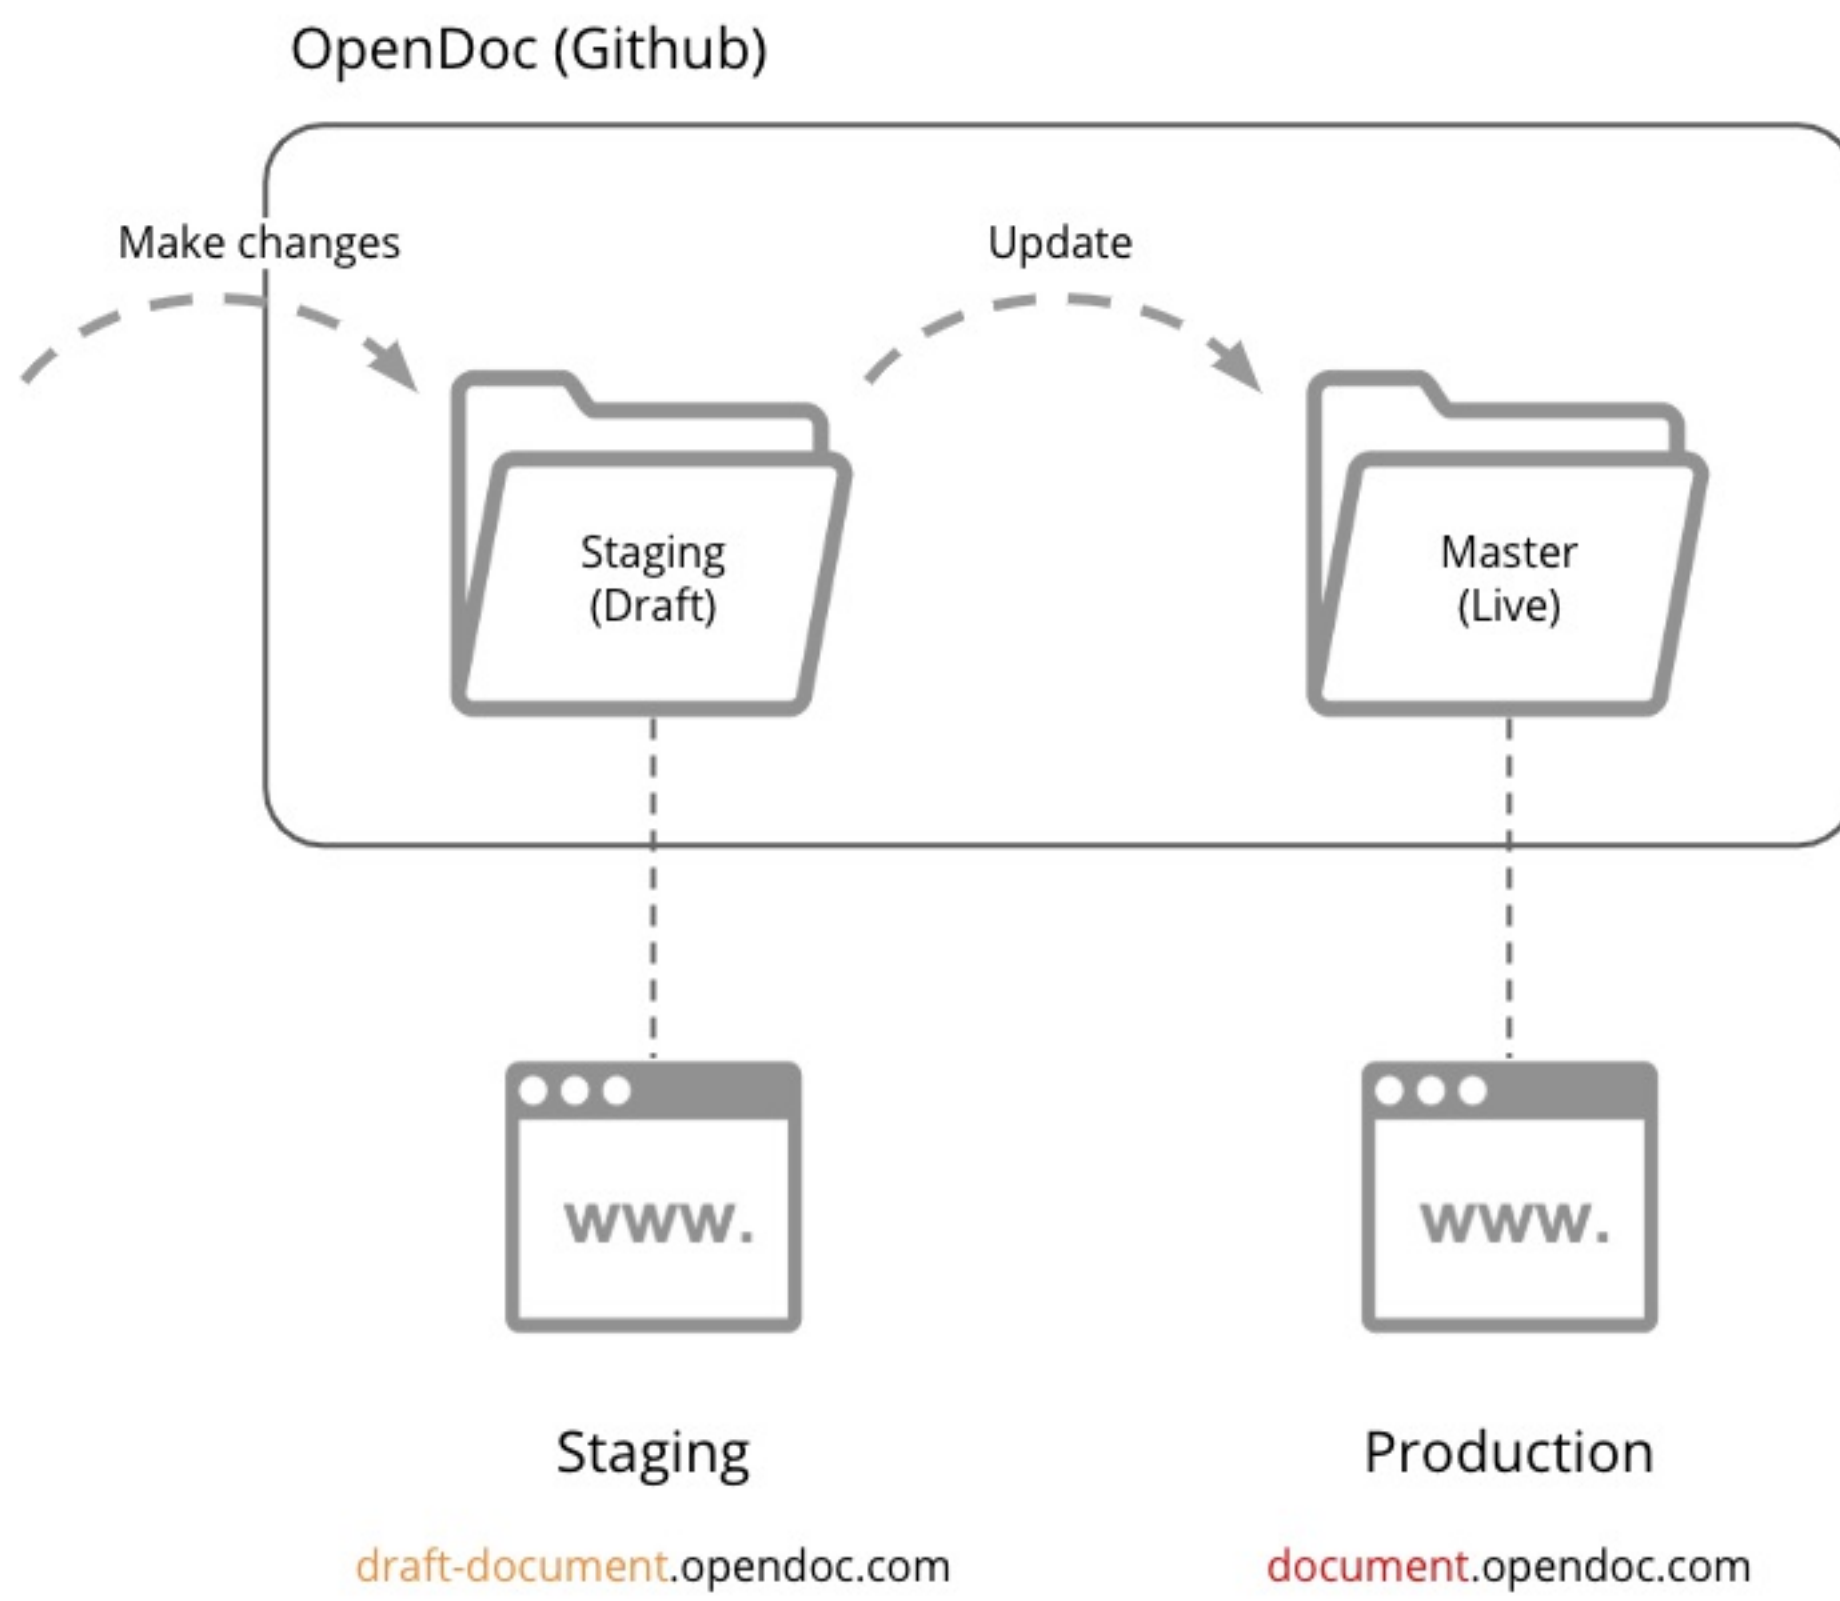 OpenDoc (Github)
Make changes
Update
Staging
(Draft)
Master
(Live)
www.
www.
Staging
Production
draft-document.opendoc.com
document.opendoc.com